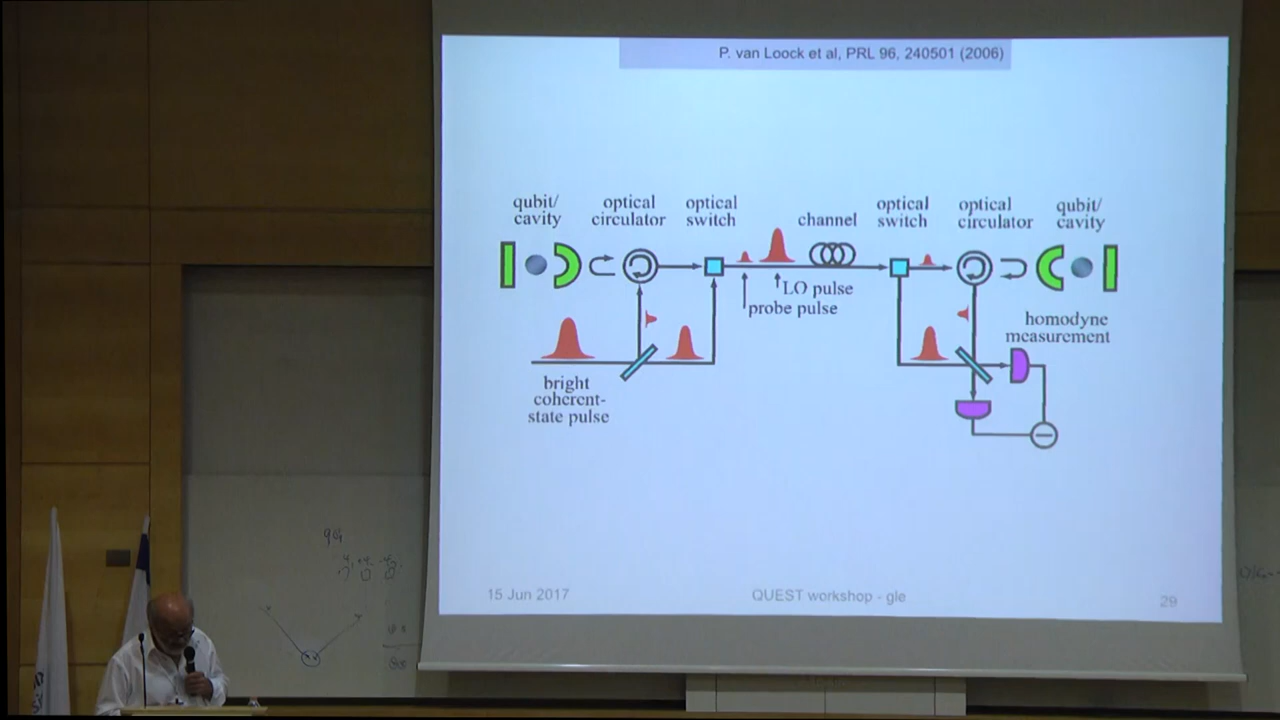 P. van Loock et al, PRL 96, 240501 (2006)
qubit/
cavity
optical
circulator
optical
switch
channel
optical
switch
optical
circulator
qubit/
cavity
LO pulse
probe pulse
homodyne
measurement
bright
coherent-
state pulse
15 Jun 2017
QUEST workshop - gle
29